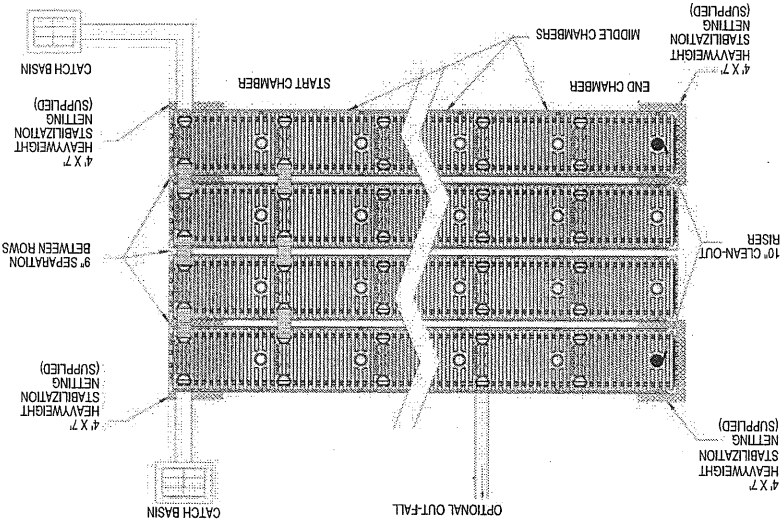 OPTIONAL OUT-FALL
CATCH BASIN
4' X 7'
HEAVYWEIGHT
STABILIZATION
NETTING
(SUPPLIED)
4' X 7'
HEAVYWEIGHT
STABILIZATION
NETTING
(SUPPLIED)
10" CLEAN-OUT
RISER
9" SEPARATION
BETWEEN ROWS
4' X 7'
HEAVYWEIGHT
STABILIZATION
NETTING
(SUPPLIED)
END CHAMBER
START CHAMBER
CATCH BASIN
MIDDLE CHAMBERS
4' X 7'
HEAVYWEIGHT
STABILIZATION
NETTING
(SUPPLIED)